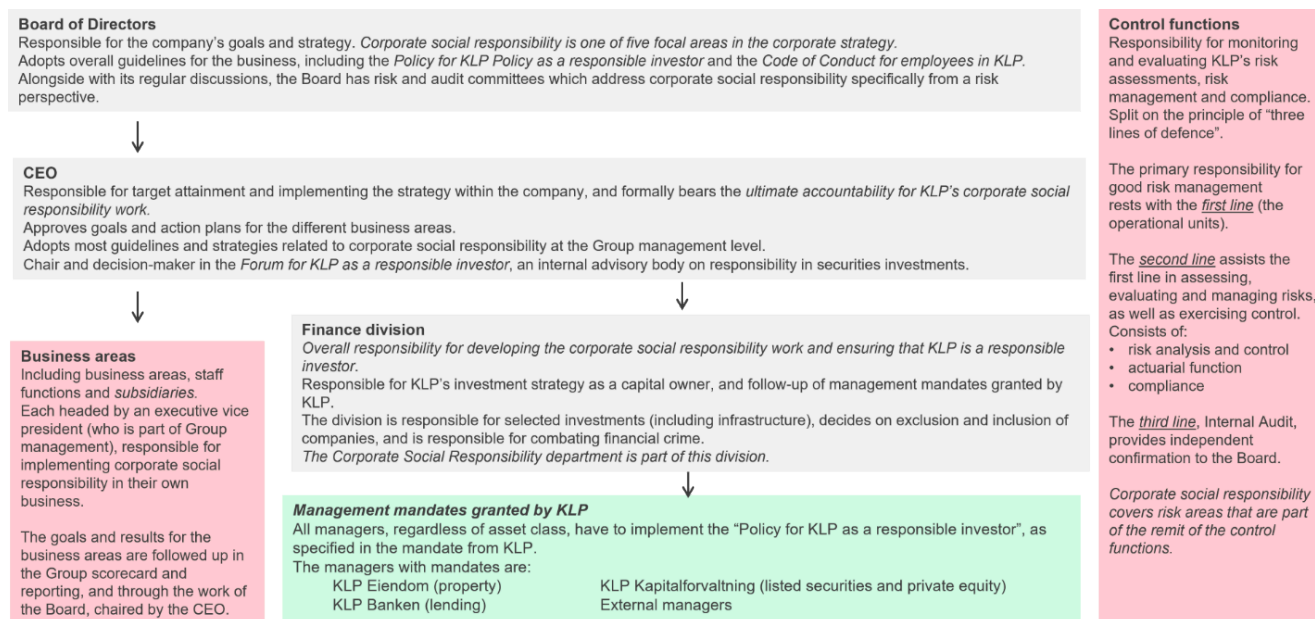 Board of Directors
Responsible for the company's goals and strategy. Corporate social responsibility is one of five focal areas in the corporate strategy.
Adopts overall guidelines for the business, including the Policy for KLP Policy as a responsible investor and the Code of Conduct for employees in KLP.
Alongside with its regular discussions, the Board has risk and audit committees which address corporate social responsibility specifically from a risk
perspective.
CEO
Responsible for target attainment and implementing the strategy within the company, and formally bears the ultimate accountability for KLP's corporate social
responsibility work.
Approves goals and action plans for the different business areas.
Adopts most guidelines and strategies related to corporate social responsibility at the Group management level.
Chair and decision-maker in the Forum for KLP as a responsible investor, an internal advisory body on responsibility in securities investments.
Business areas
Including business areas, staff
functions and subsidiaries.
Each headed by an executive vice
president (who is part of Group
management), responsible for
implementing corporate social
responsibility in their own
business.
The goals and results for the
business areas are followed up in
the Group scorecard and
reporting, and through the work of
the Board, chaired by the CEO.
Finance division
Overall responsibility for developing the corporate social responsibility work and ensuring that KLP is a responsible
investor.
Responsible for KLP's investment strategy as a capital owner, and follow-up of management mandates granted by
KLP.
The division is responsible for selected investments (including infrastructure), decides on exclusion and inclusion of
companies, and is responsible for combating financial crime.
The Corporate Social Responsibility department is part of this division.
Management mandates granted by KLP
All managers, regardless of asset class, have to implement the "Policy for KLP as a responsible investor", as
specified in the mandate from KLP.
The managers with mandates are:
KLP Eiendom (property) KLP Kapitalforvaltning (listed securities and private equity)
KLP Banken (lending) External managers
Control functions
Responsibility for monitoring
and evaluating KLP's risk
assessments, risk
management and compliance.
Split on the principle of "three
lines of defence".
The primary responsibility for
good risk management
rests with the first line (the
operational units).
The second line assists the
first line in assessing,
evaluating and managing risks,
as well as exercising control.
Consists of:
• risk analysis and control
• actuarial function
• compliance
The third line, Internal Audit,
provides independent
confirmation to the Board.
Corporate social responsibility
covers risk areas that are part
of the remit of the control
functions.